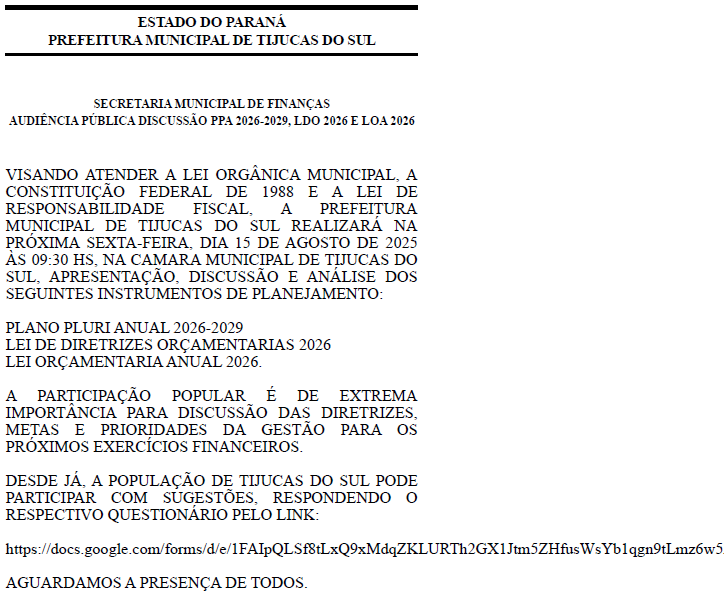 ESTADO DO PARANÁ
PREFEITURA MUNICIPAL DE TIJUCAS DO SUL
SECRETARIA MUNICIPAL DE FINANÇAS
AUDIÊNCIA PÚBLICA DISCUSSÃO PPA 2026-2029, LDO 2026 E LOA 2026
VISANDO ATENDER A LEI ORGÂNICA MUNICIPAL, A
CONSTITUIÇÃO FEDERAL DE 1988 E A LEI DE
RESPONSABILIDADE FISCAL, A PREFEITURA
MUNICIPAL DE TIJUCAS DO SUL REALIZARÁ NA
PRÓXIMA SEXTA-FEIRA, DIA 15 DE AGOSTO DE 2025
ÀS 09:30 HS, NA CAMARA MUNICIPAL DE TIJUCAS DO
SUL, APRESENTAÇÃO, DISCUSSÃO E ANÁLISE DOS
SEGUINTES INSTRUMENTOS DE PLANEJAMENTO:
PLANO PLURI ANUAL 2026-2029
LEI DE DIRETRIZES ORÇAMENTARIAS 2026
LEI ORÇAMENTARIA ANUAL 2026.
A PARTICIPAÇÃO POPULAR É DE EXTREMA
IMPORTÂNCIA PARA DISCUSSÃO DAS DIRETRIZES,
METAS E PRIORIDADES DA GESTÃO PARA OS
PRÓXIMOS EXERCÍCIOS FINANCEIROS.
DESDE JÁ, A POPULAÇÃO DE TIJUCAS DO SUL PODE
PARTICIPAR COM SUGESTÕES, RESPONDENDO O
RESPECTIVO QUESTIONÁRIO PELO LINK:
https://docs.google.com/forms/d/e/1FAIpQLSf8tLxQ9xMdqZKLURTh2GX1Jtm5ZHfusWsYb1qgn9tLmz6w5
AGUARDAMOS A PRESENÇA DE TODOS.